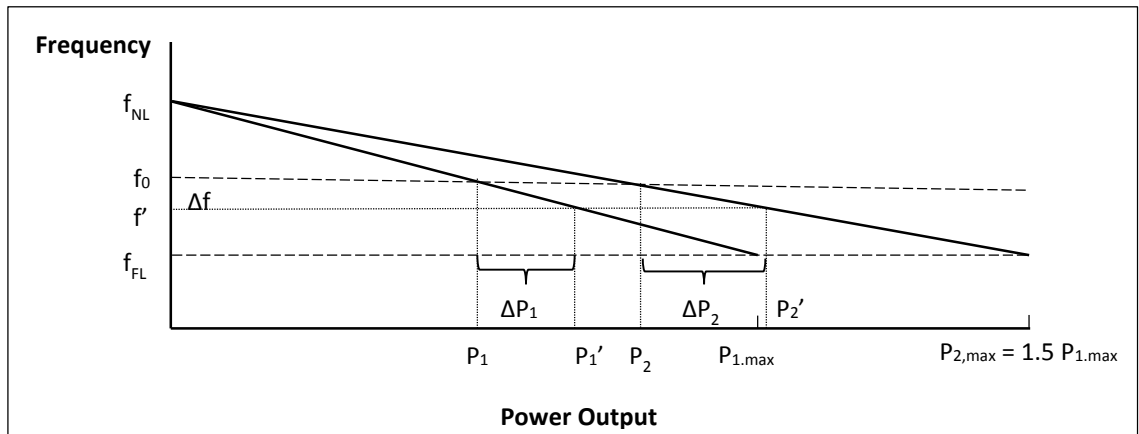 Frequency
f_NL
f₀
Δf
f'
f_FL
ΔP₁
ΔP₂
P₂’
P₁
P₁’
P₂
P₁.max
P₂,max = 1.5 P₁.max
Power Output